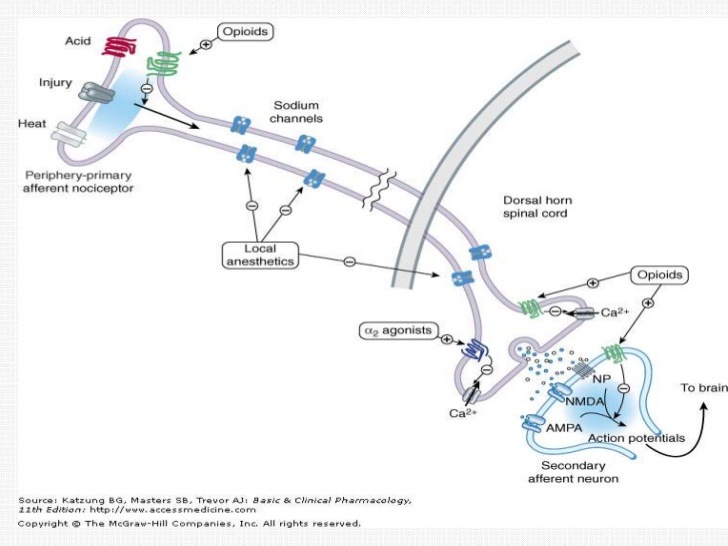 Opioids
Acid
Injury
Heat
Sodium
channels
Periphery-primary
afferent nociceptor
Dorsal horn
spinal cord
Local
anesthetics
Opioids
Ca2+
α2 agonists
Ca2+
NP
NMDA
AMPA
To brain
Action potentials
Secondary
afferent neuron
Source: Katzung BG, Masters SB, Trevor AJ: Basic & Clinical Pharmacology,
11th Edition: http://www.accessmedicine.com
Copyright © The McGraw-Hill Companies, Inc. All rights reserved.